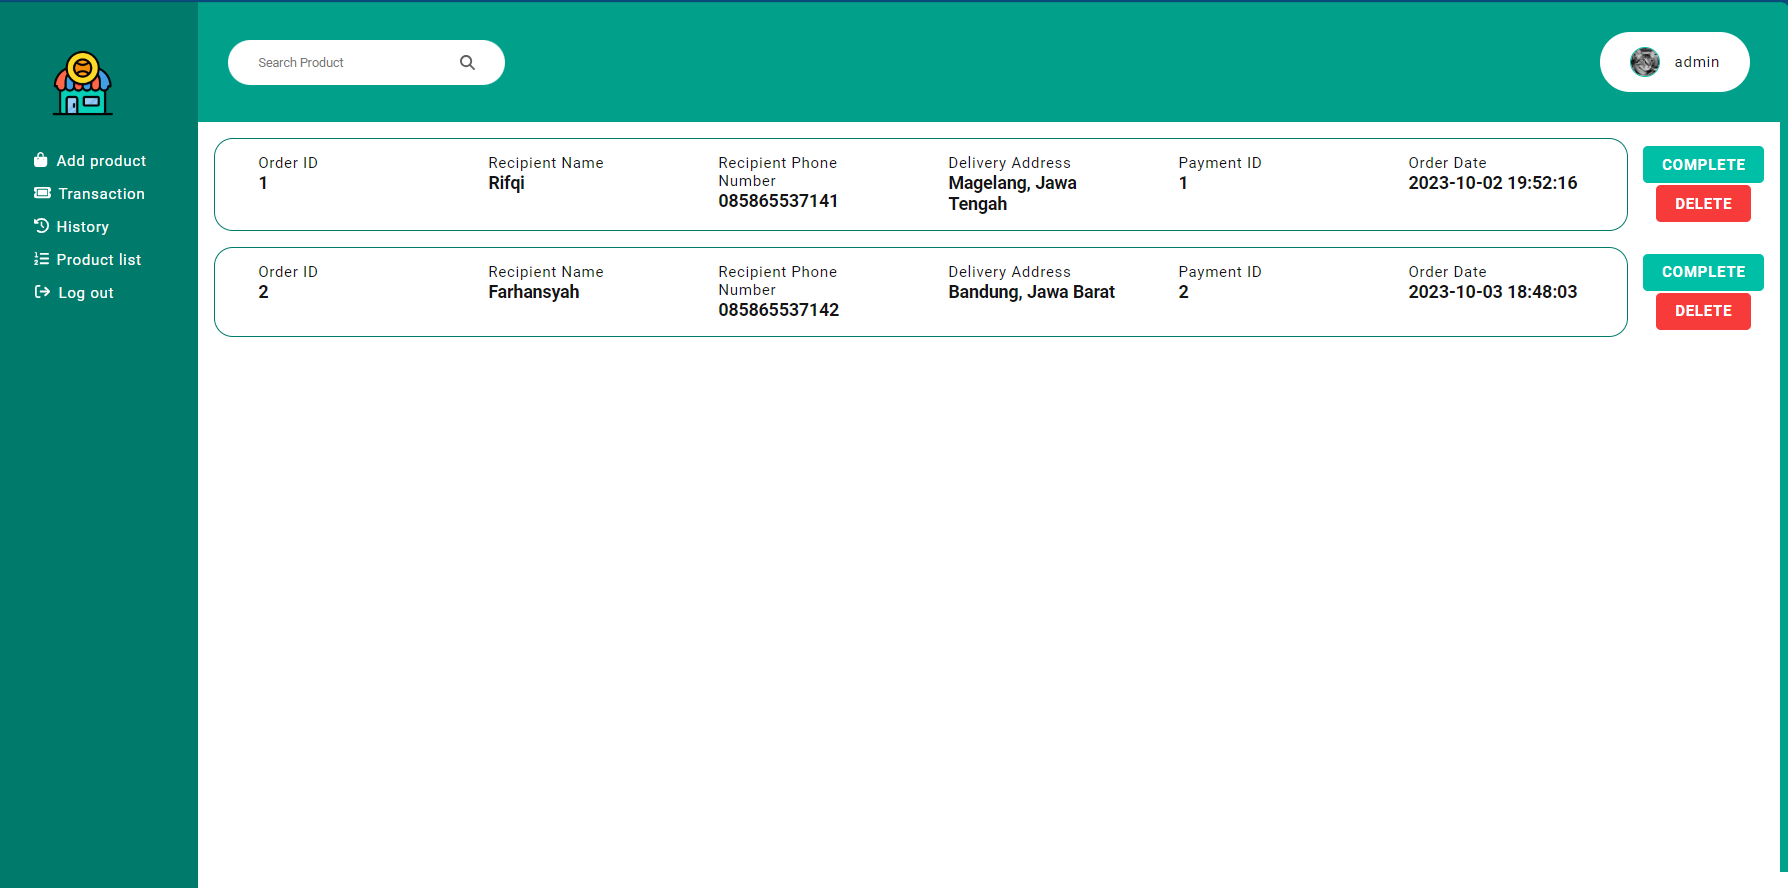 Search Product
admin
Add product
Transaction
History
Product list
Log out
Order ID
1
Recipient Name
Rifqi
Recipient Phone
Number
085865537141
Delivery Address
Magelang, Jawa
Tengah
Payment ID
1
Order Date
2023-10-02 19:52:16
COMPLETE
DELETE
Order ID
2
Recipient Name
Farhansyah
Recipient Phone
Number
085865537142
Delivery Address
Bandung, Jawa Barat
Payment ID
2
Order Date
2023-10-03 18:48:03
COMPLETE
DELETE